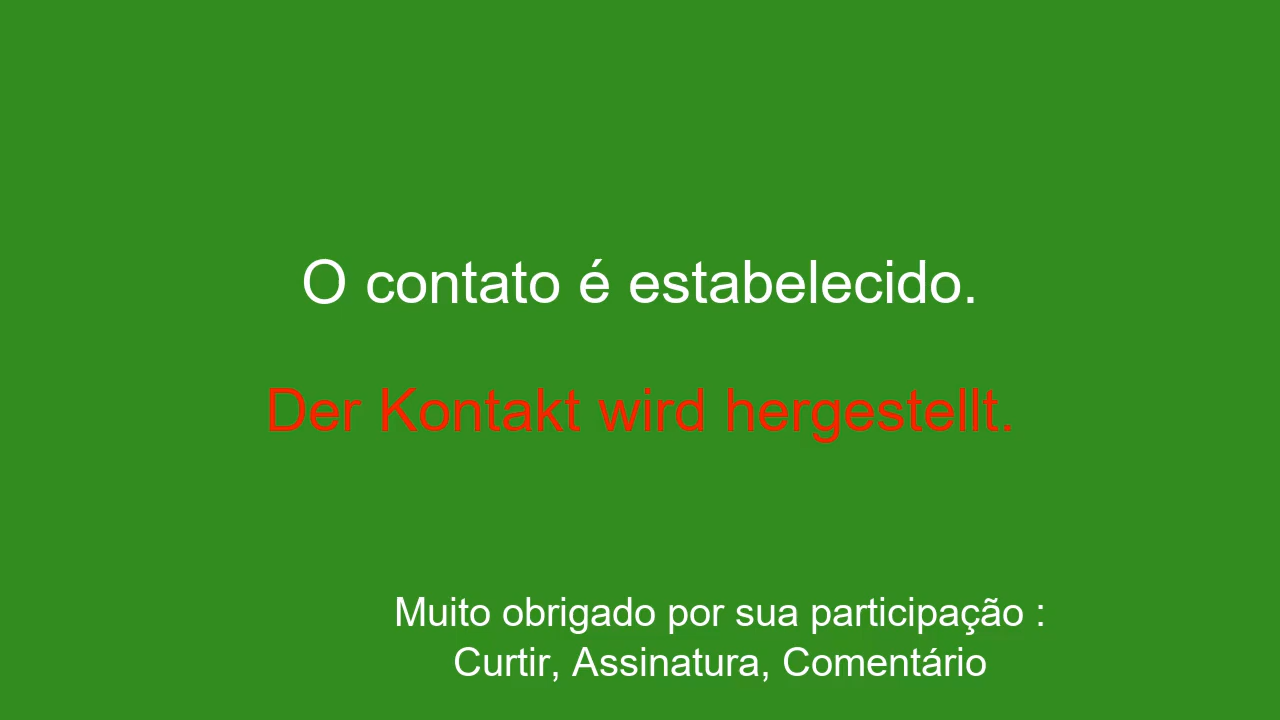 O contato é estabelecido.
Der Kontakt wird hergestellt.
Muito obrigado por sua participação :
Curtir, Assinatura, Comentário